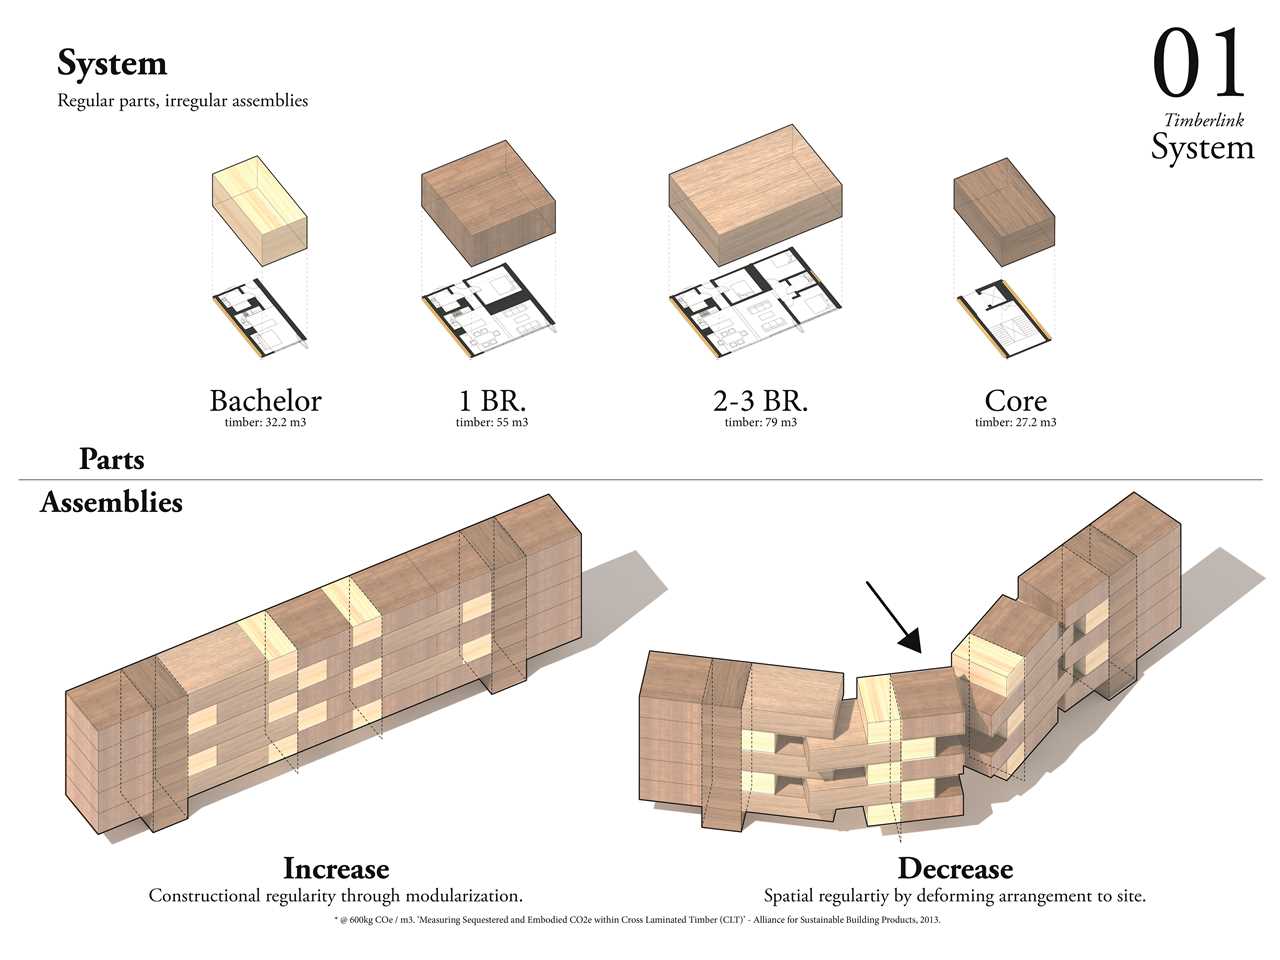 System
Regular parts, irregular assemblies
01
Timberlink
System
Bachelor
timber: 32.2 m3
1 BR.
timber: 55 m3
2-3 BR.
timber: 79 m3
Core
timber: 27.2 m3
Parts
Assemblies
Increase
Constructional regularity through modularization.
Decrease
Spatial regulartiy by deforming arrangement to site.
* @ 600kg COe / m3. 'Measuring Sequestered and Embodied CO2e within Cross Laminated Timber (CLT)' - Alliance for Sustainable Building Products, 2013.